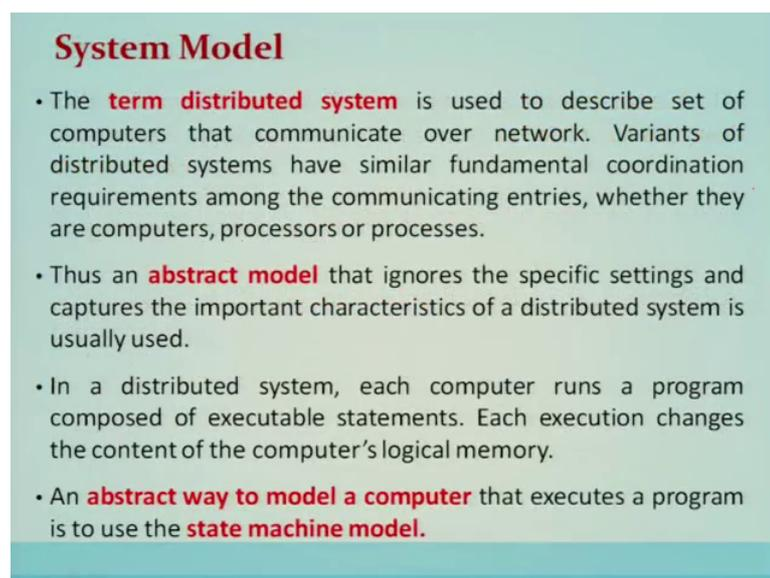 System Model
• The term distributed system is used to describe set of
computers that communicate over network. Variants of
distributed systems have similar fundamental coordination
requirements among the communicating entries, whether they
are computers, processors or processes.
• Thus an abstract model that ignores the specific settings and
captures the important characteristics of a distributed system is
usually used.
• In a distributed system, each computer runs a program
composed of executable statements. Each execution changes
the content of the computer’s logical memory.
• An abstract way to model a computer that executes a program
is to use the state machine model.